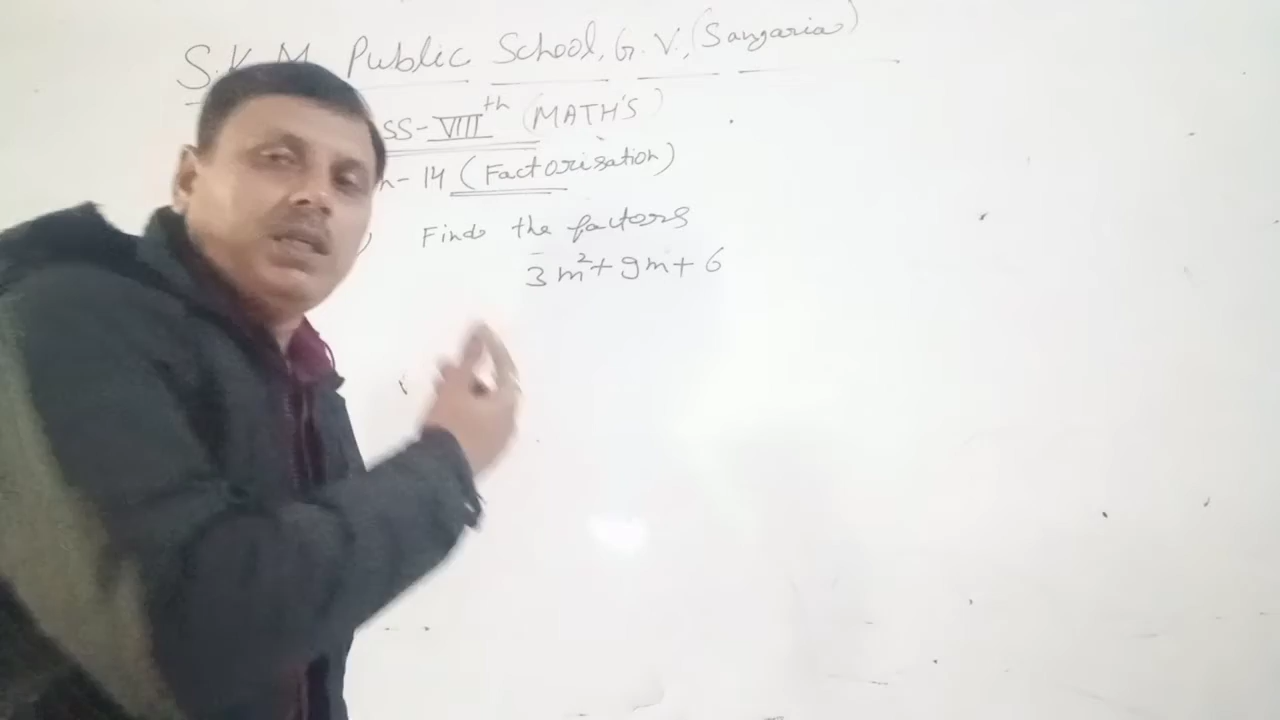 S.K.M. Public School, G.V., (Sangaria)
SS-VIIIth (MATH'S)
- 14 (Factorisation)
Find the factors
3m²+9m+6